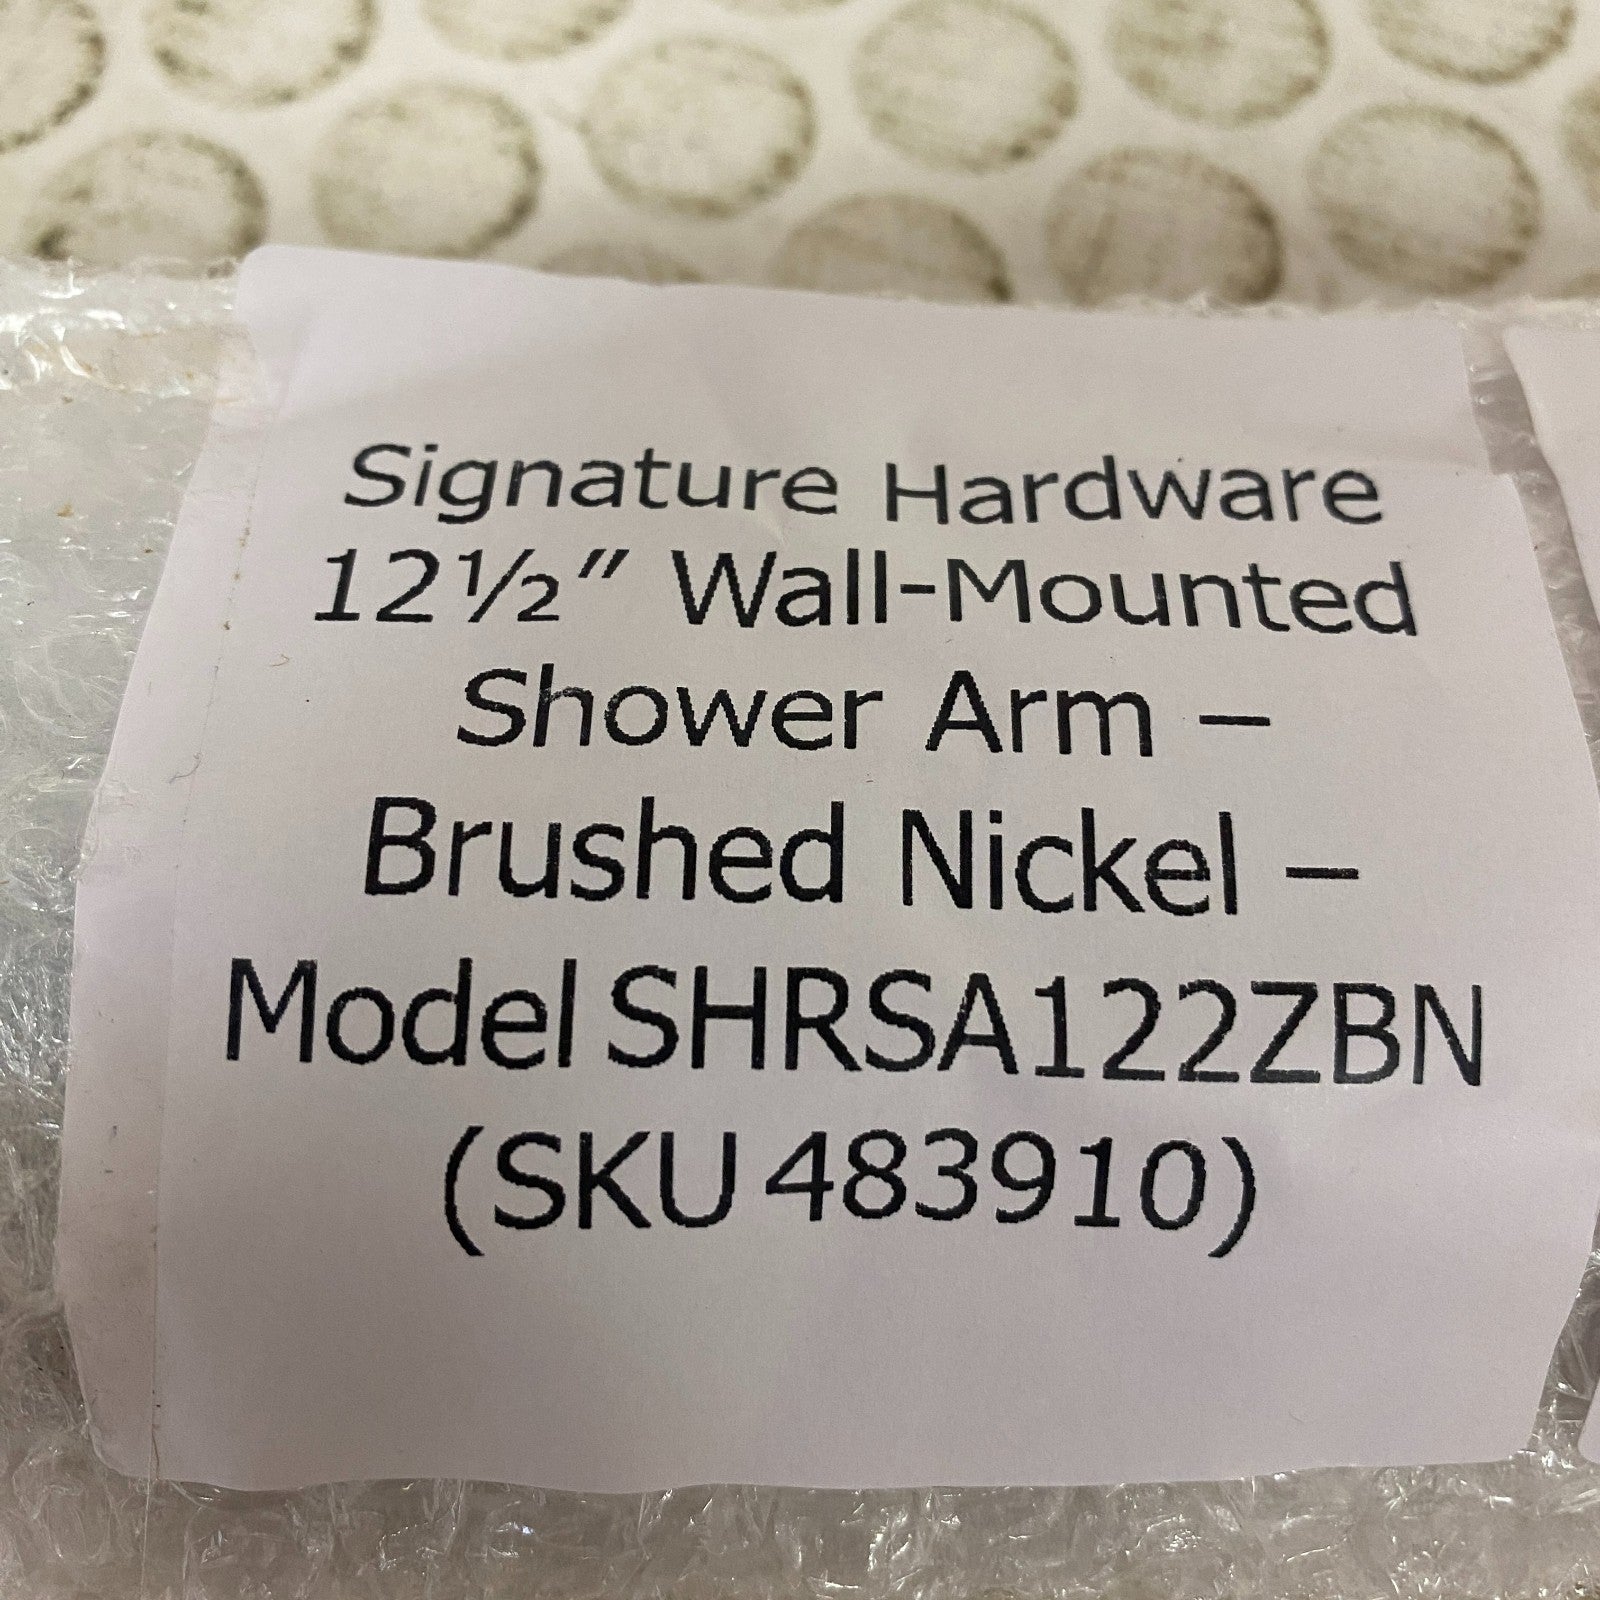 Signature Hardware
12½" Wall-Mounted
Shower Arm –
Brushed Nickel –
Model SHRSA122ZBN
(SKU 483910)